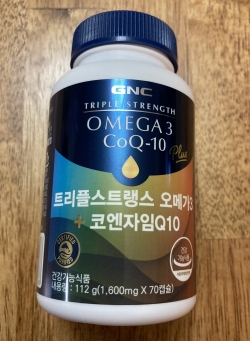 GNC
TRIPLE STRENGTH
OMEGA 3
CoQ-10
Plus
트리플스트랭스 오메가3
+ 코엔자임Q10
건강기능식품
내용량 : 112 g(1,600mg X 70캡슐)